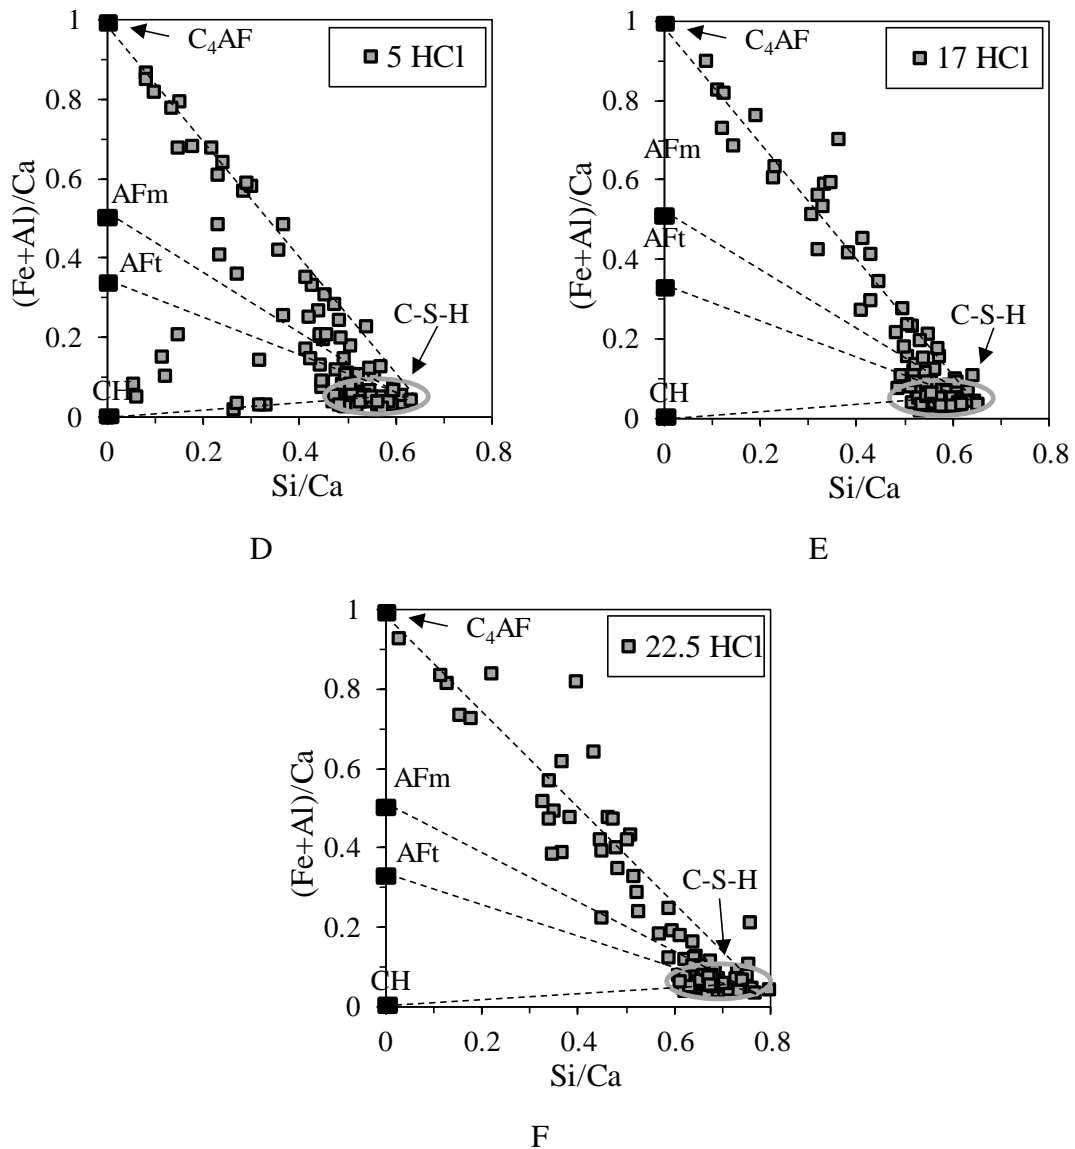 1
C₄AF
5 HCl
0.8
0.6
AFm
0.4
AFt
C-S-H
0.2
CH
0
(Fe+Al)/Ca
0 0.2 0.4 0.6 0.8
Si/Ca
D
1
C₄AF
17 HCl
0.8
AFm
0.6
AFt
0.4
C-S-H
0.2
CH
0
(Fe+Al)/Ca
0 0.2 0.4 0.6 0.8
Si/Ca
E
1
C₄AF
22.5 HCl
0.8
0.6
AFm
0.4
AFt
C-S-H
0.2
CH
0
(Fe+Al)/Ca
0 0.2 0.4 0.6 0.8
Si/Ca
F